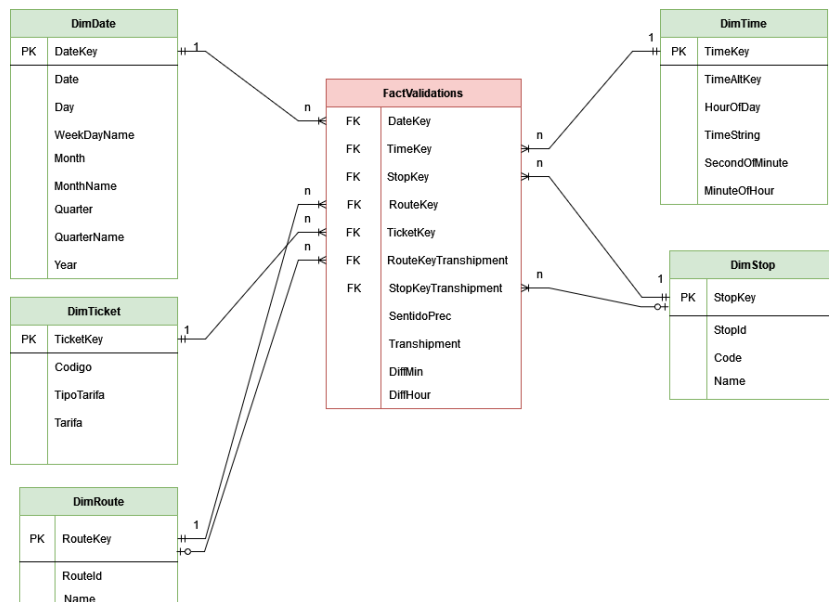 DimDate
PK DateKey
Date
Day
WeekDayName
Month
MonthName
Quarter
QuarterName
Year
1
n
DimTicket
PK TicketKey
Codigo
TipoTarifa
Tarifa
1
n
DimRoute
PK RouteKey
RouteId
Name
1
n
n
FactValidations
FK DateKey
FK TimeKey
FK StopKey
FK RouteKey
FK TicketKey
FK RouteKeyTranshipment
FK StopKeyTranshipment
SentidoPrec
Transhipment
DiffMin
DiffHour
n
n
n
DimTime
1
PK TimeKey
TimeAltKey
HourOfDay
TimeString
SecondOfMinute
MinuteOfHour
DimStop
1
PK StopKey
StopId
Code
Name